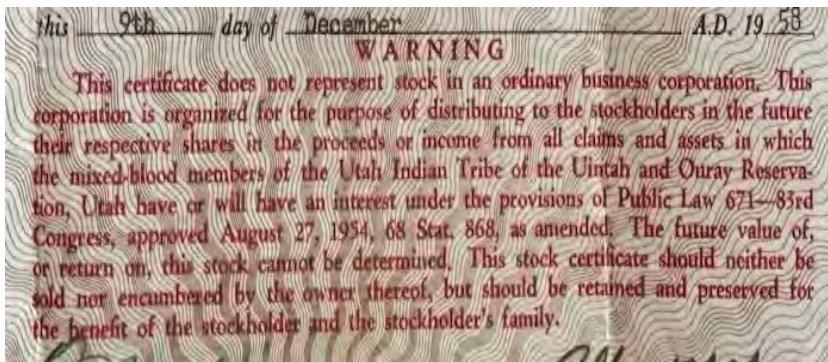 this 9th day of December A.D. 19 58
WARNING
This certificate does not represent stock in an ordinary business corporation. This
corporation is organized for the purpose of distributing to the stockholders in the future
their respective shares in the proceeds or income from all claims and assets in which
the mixed-blood members of the Utah Indian Tribe of the Uintah and Ouray Reserva-
tion, Utah have or will have an interest under the provisions of Public Law 671—83rd
Congress, approved August 27, 1954, 68 Stat. 868, as amended. The future value of,
or return on, this stock cannot be determined. This stock certificate should neither be
sold nor encumbered by the owner thereof, but should be retained and preserved for
the benefit of the stockholder and the stockholder's family.